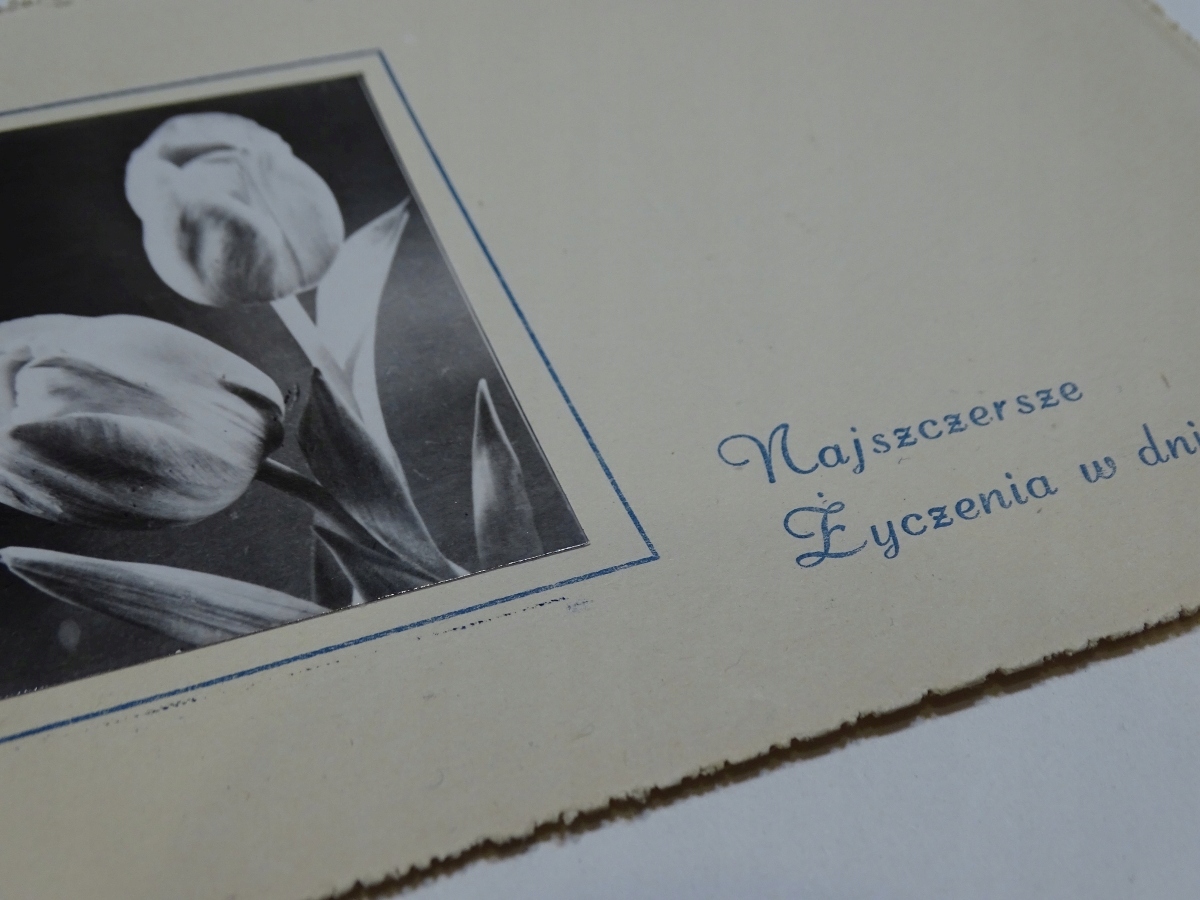 Najszczersze
Życzenia w dni